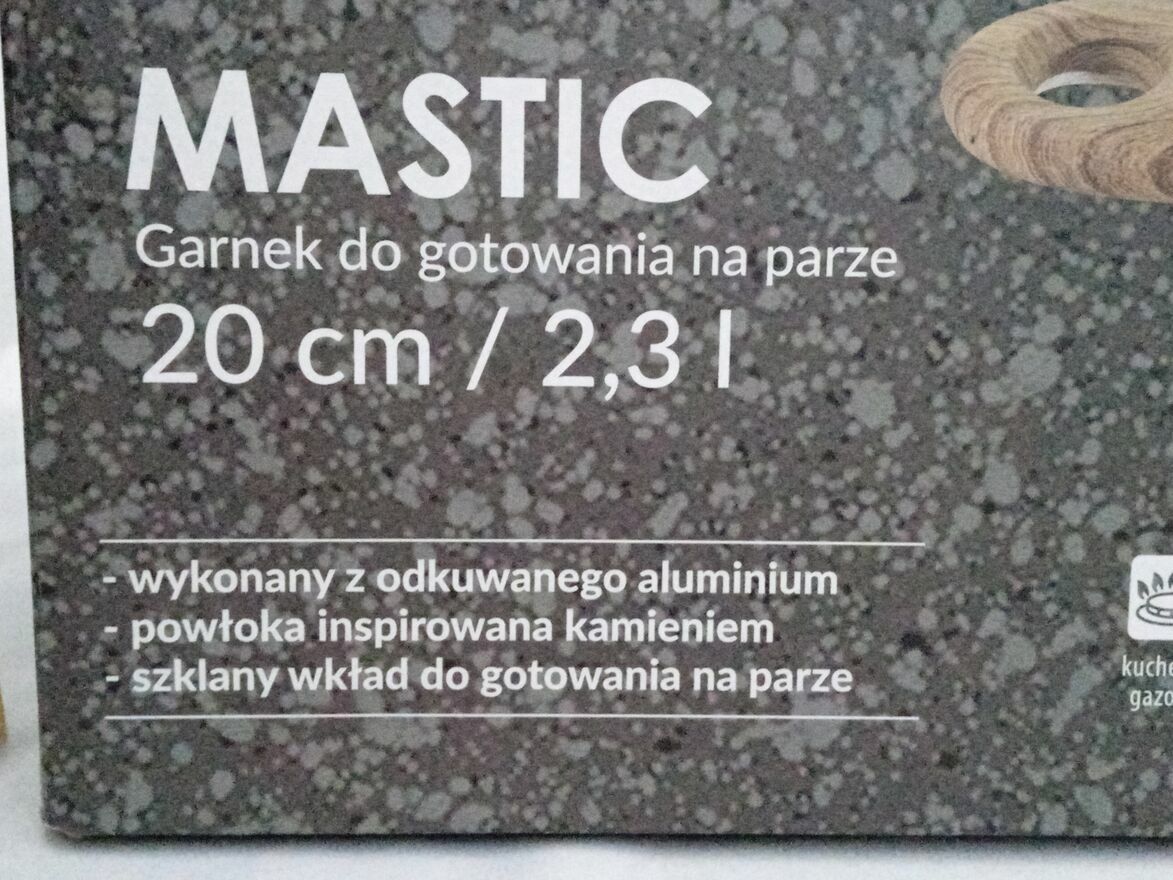 MASTIC
Garnek do gotowania na parze
20 cm / 2,3 l
- wykonany z odkuwanego aluminium
- powłoka inspirowana kamieniem
- szklany wkład do gotowania na parze